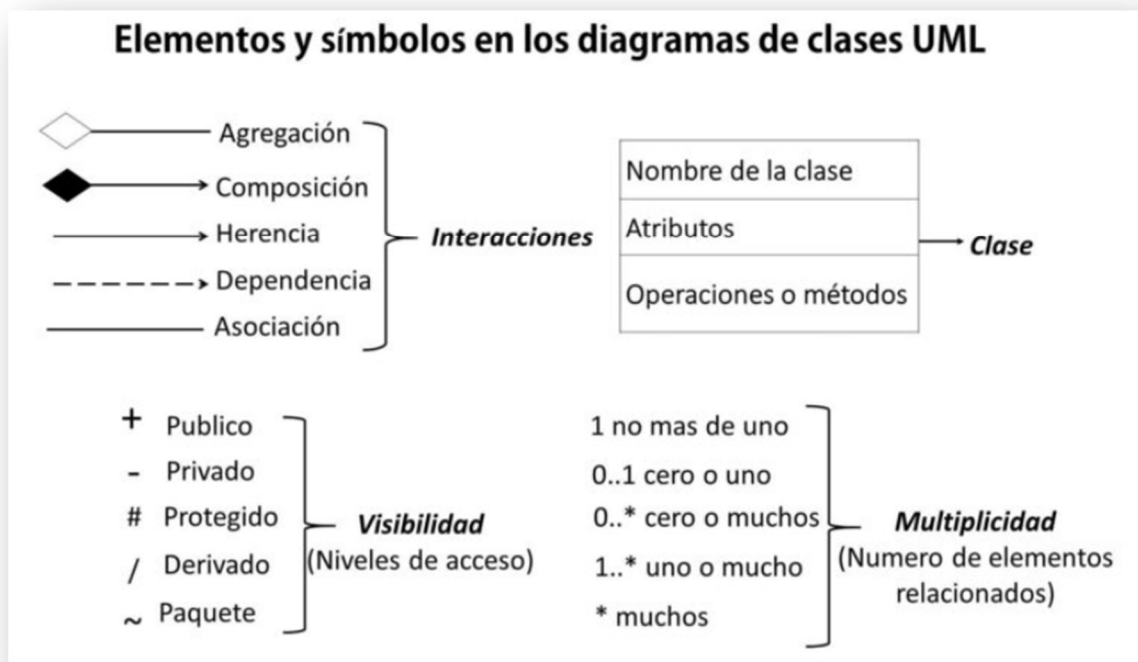 Elementos y símbolos en los diagramas de clases UML
Agregación
Composición
Herencia
Dependencia
Asociación
Interacciones
Nombre de la clase
Atributos
Operaciones o métodos
Clase
+ Publico
- Privado
# Protegido
/ Derivado
~ Paquete
Visibilidad
(Niveles de acceso)
1 no mas de uno
0..1 cero o uno
0..* cero o muchos
1..* uno o mucho
* muchos
Multiplicidad
(Numero de elementos
relacionados)